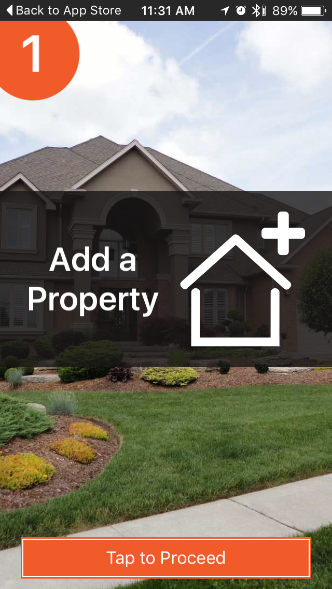 Back to App Store 11:31 AM 89%
1
Add a
Property
Tap to Proceed